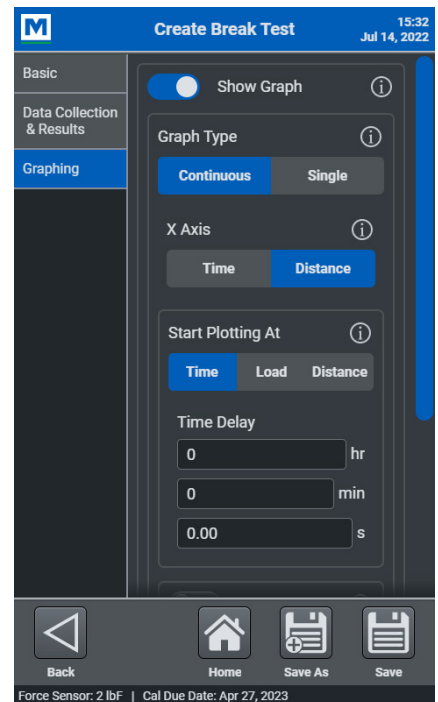 M
Create Break Test
15:32
Jul 14, 2022
Basic
Data Collection
& Results
Graphing
Show Graph
Graph Type
Continuous Single
X Axis
Time Distance
Start Plotting At
Time Load Distance
Time Delay
0 hr
0 min
0.00 s
Back Home Save As Save
Force Sensor: 2 lbF | Cal Due Date: Apr 27, 2023